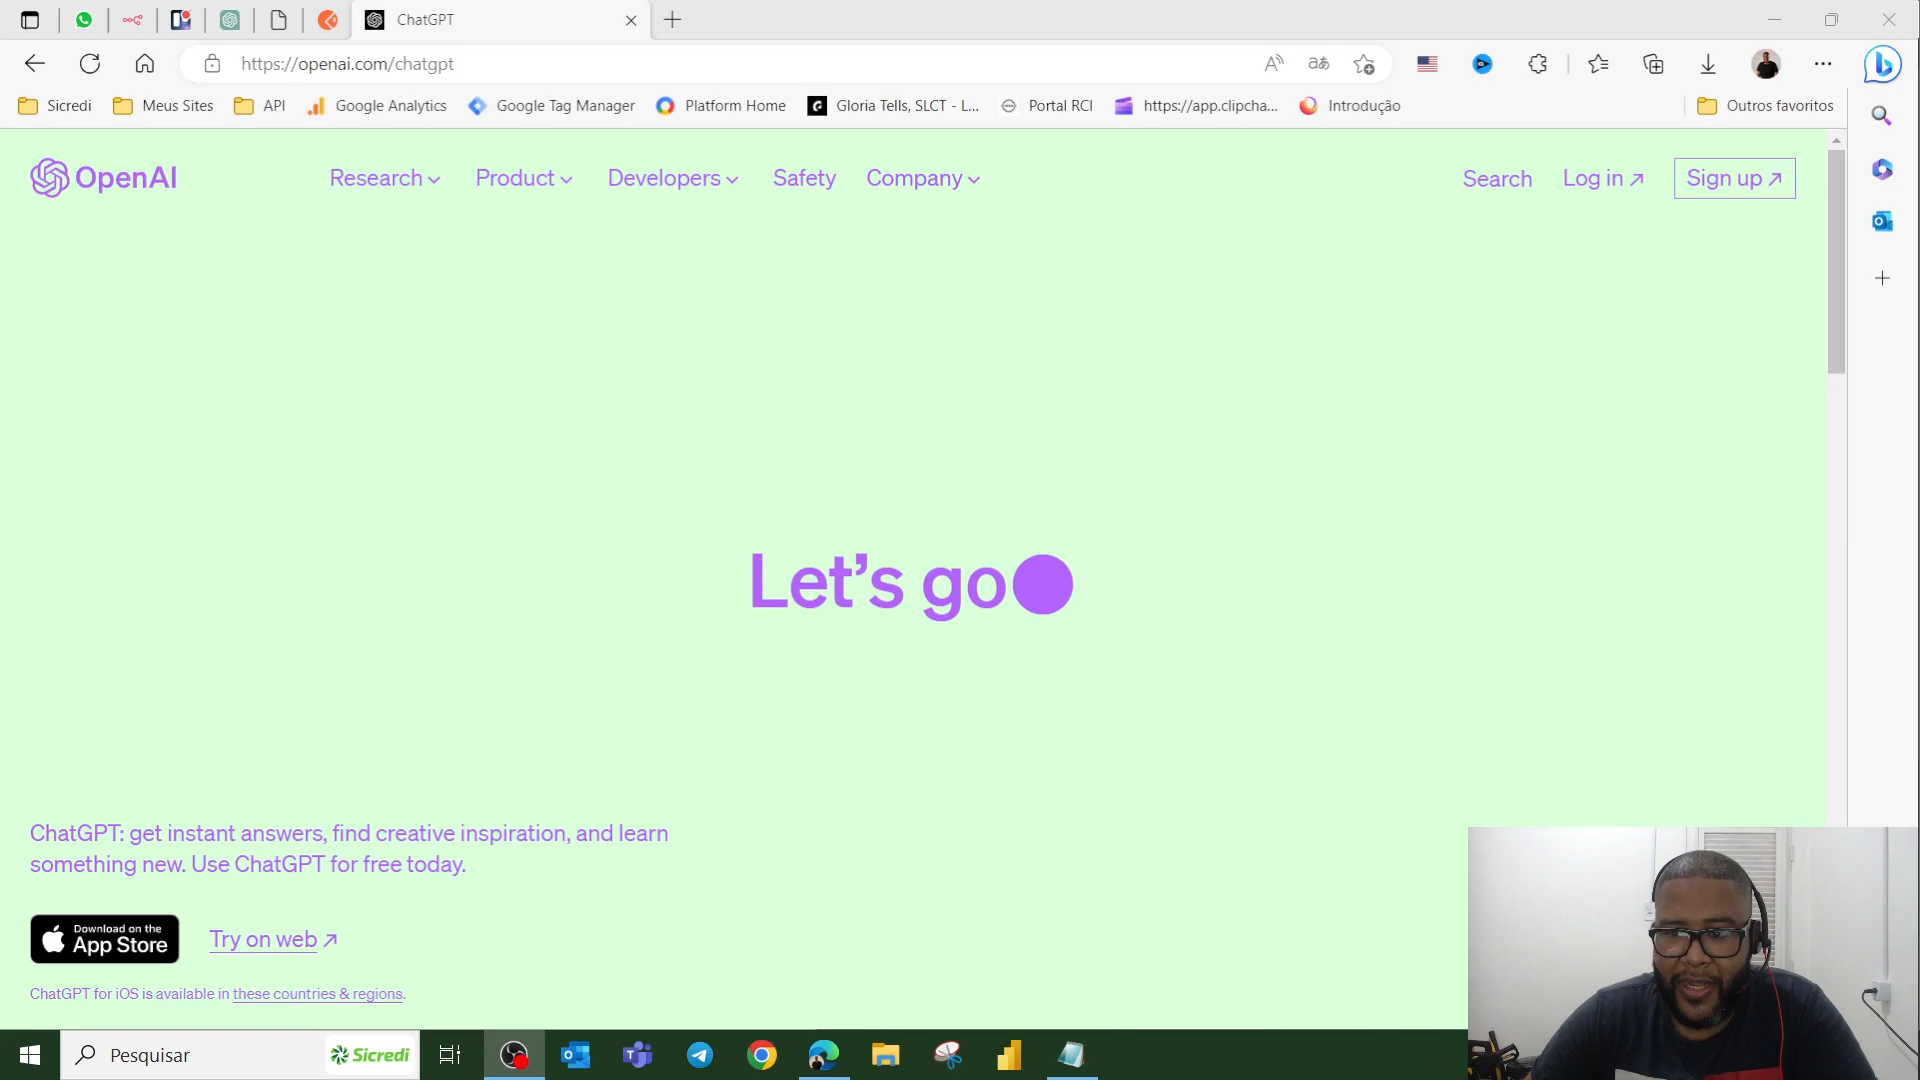 ChatGPT
https://openai.com/chatgpt
Sicredi
Meus Sites
API
Google Analytics
Google Tag Manager
Platform Home
Gloria Tells, SLCT - L...
Portal RCI
https://app.clipcha...
Introdução
Outros favoritos
OpenAI
Research
Product
Developers
Safety
Company
Search
Log in
Sign up
Let’s go
ChatGPT: get instant answers, find creative inspiration, and learn
something new. Use ChatGPT for free today.
Download on the
App Store
Try on web
ChatGPT for iOS is available in these countries & regions.
Pesquisar
Sicredi